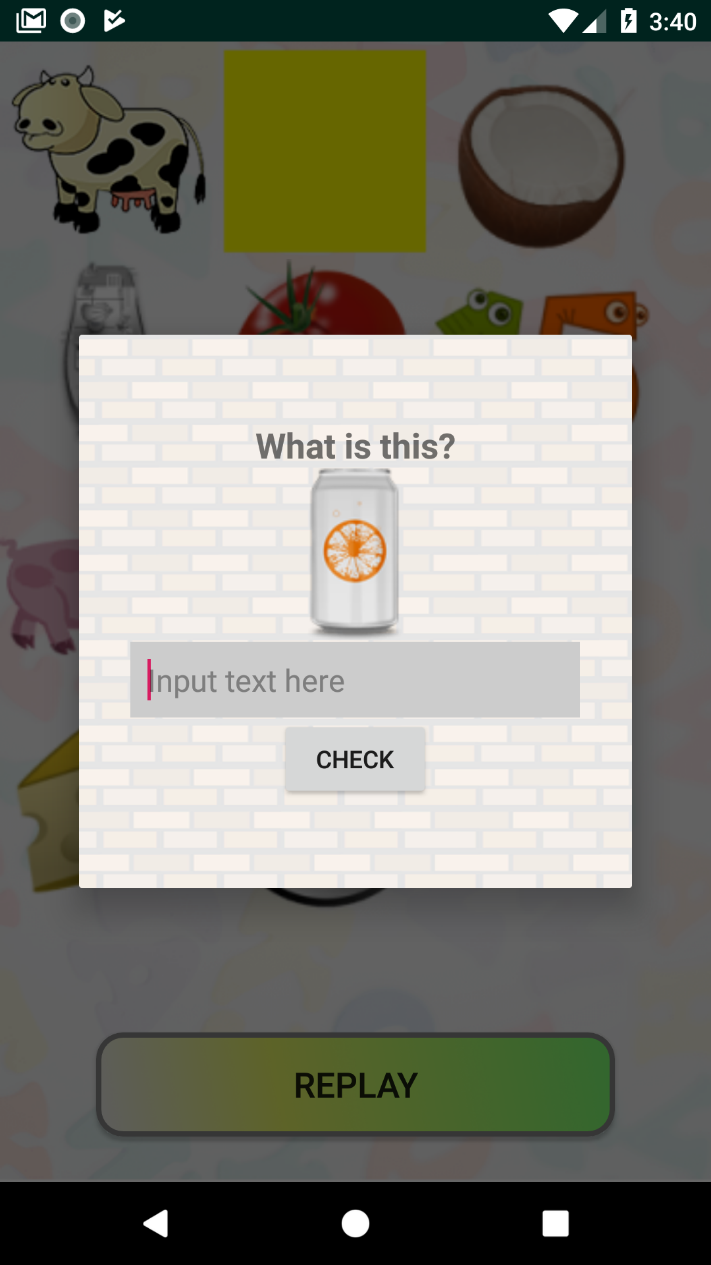 3:40
What is this?
Input text here
CHECK
REPLAY